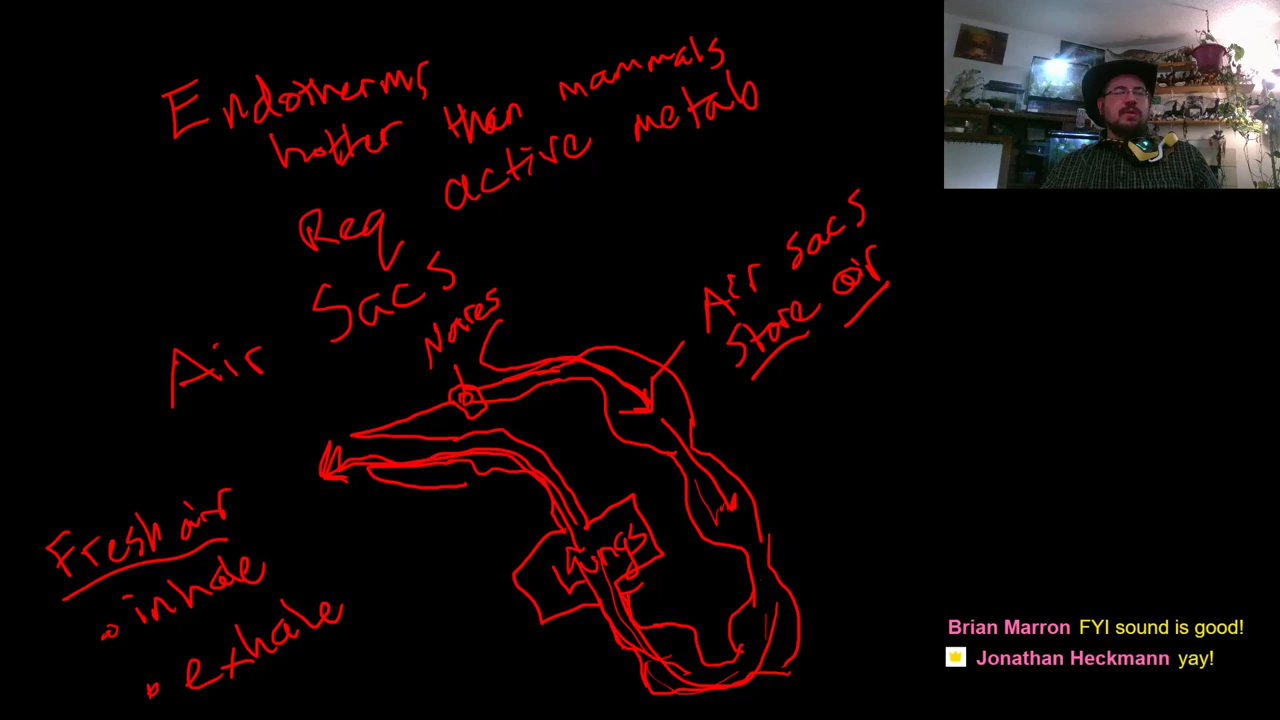 Endotherms
hotter than mammals
Req active metab
Air Sacs
Nares
Air sacs
store air
Lungs
Fresh air
inhale
exhale
Brian Marron FYI sound is good!
Jonathan Heckmann yay!